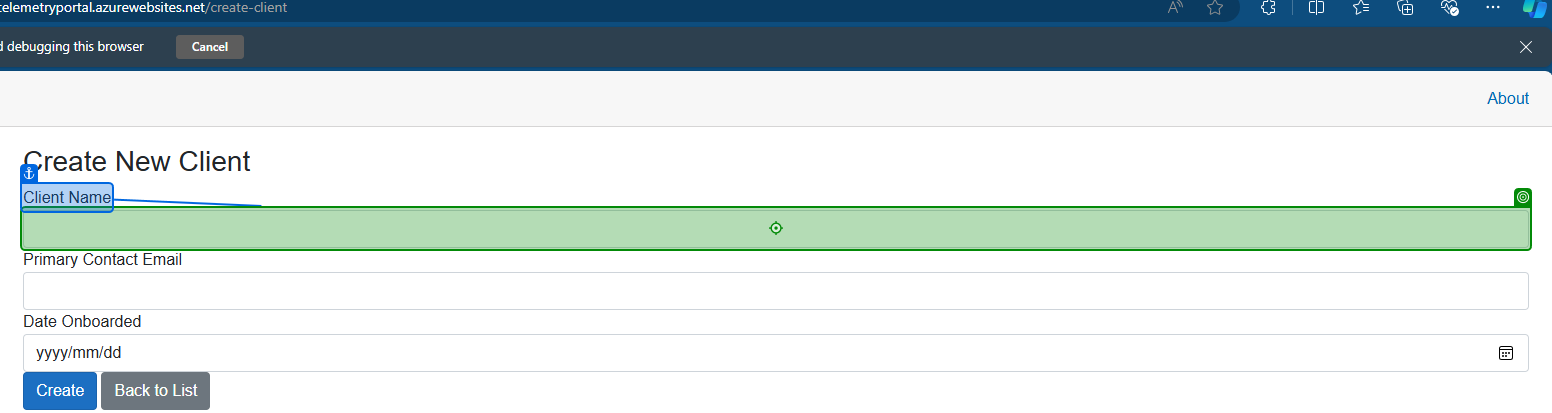 elemetryportal.azurewebsites.net/create-client
debugging this browser
Cancel
About
Create New Client
Client Name
Primary Contact Email
Date Onboarded
yyyy/mm/dd
Create
Back to List